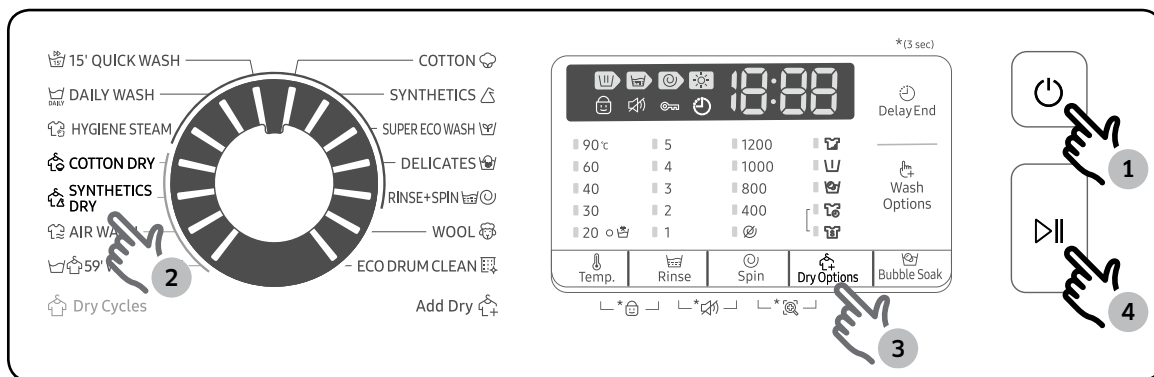 15' QUICK WASH
DAILY WASH
HYGIENE STEAM
COTTON DRY
SYNTHETICS
DRY
AIR WA
59'
Dry Cycles
COTTON
SYNTHETICS
SUPER ECO WASH
DELICATES
RINSE+SPIN
WOOL
ECO DRUM CLEAN
Add Dry
2
*(3 sec)
18:88
Delay End
90℃ 5 1200
60 4 1000
40 3 800
30 2 400
20 1
Wash
Options
Temp. Rinse Spin Dry Options Bubble Soak
* * *
3
1
4